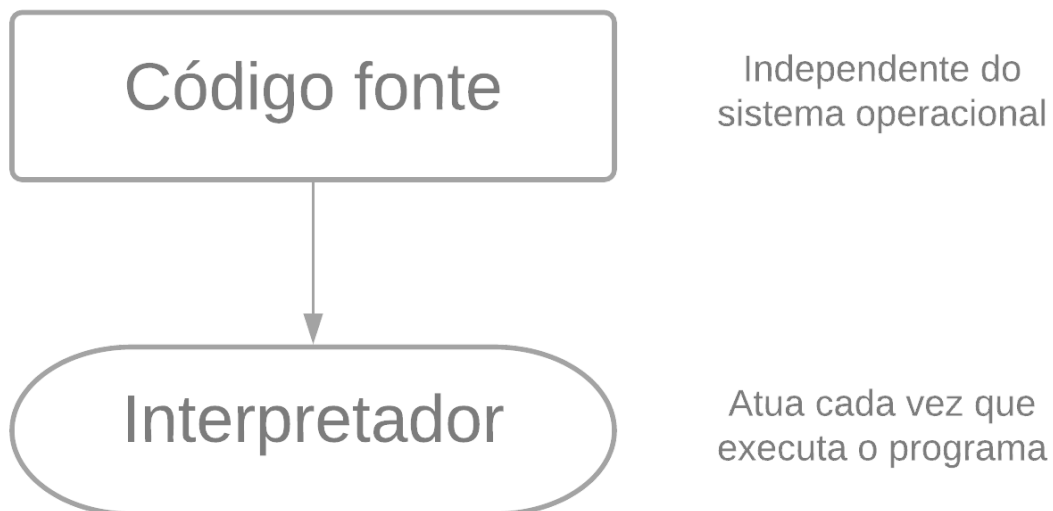 Código fonte
Independente do
sistema operacional
Interpretador
Atua cada vez que
executa o programa